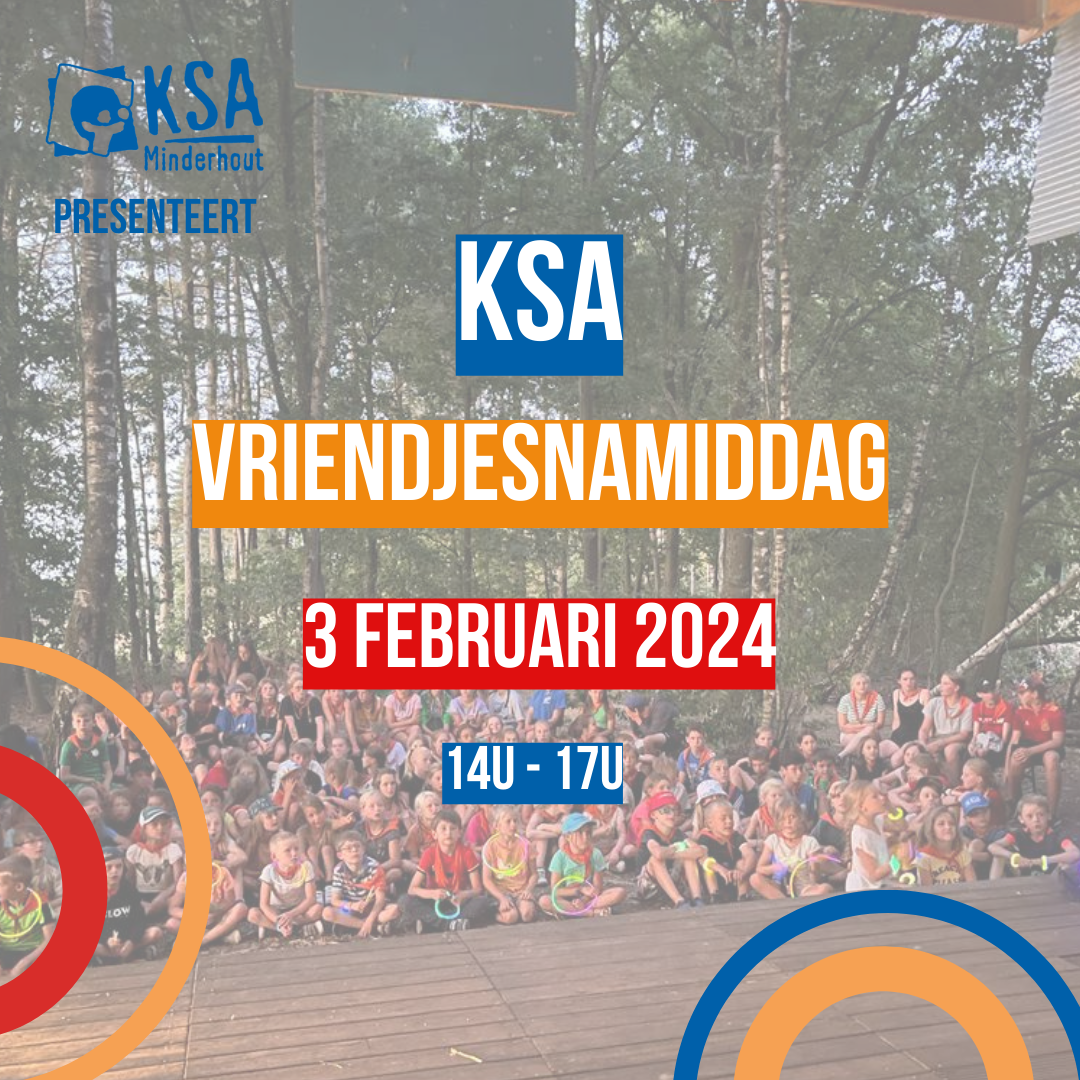 KSA
Minderhout
PRESENTEERT
KSA
VRIENDJESNAMIDDAG
3 FEBRUARI 2024
14U - 17U